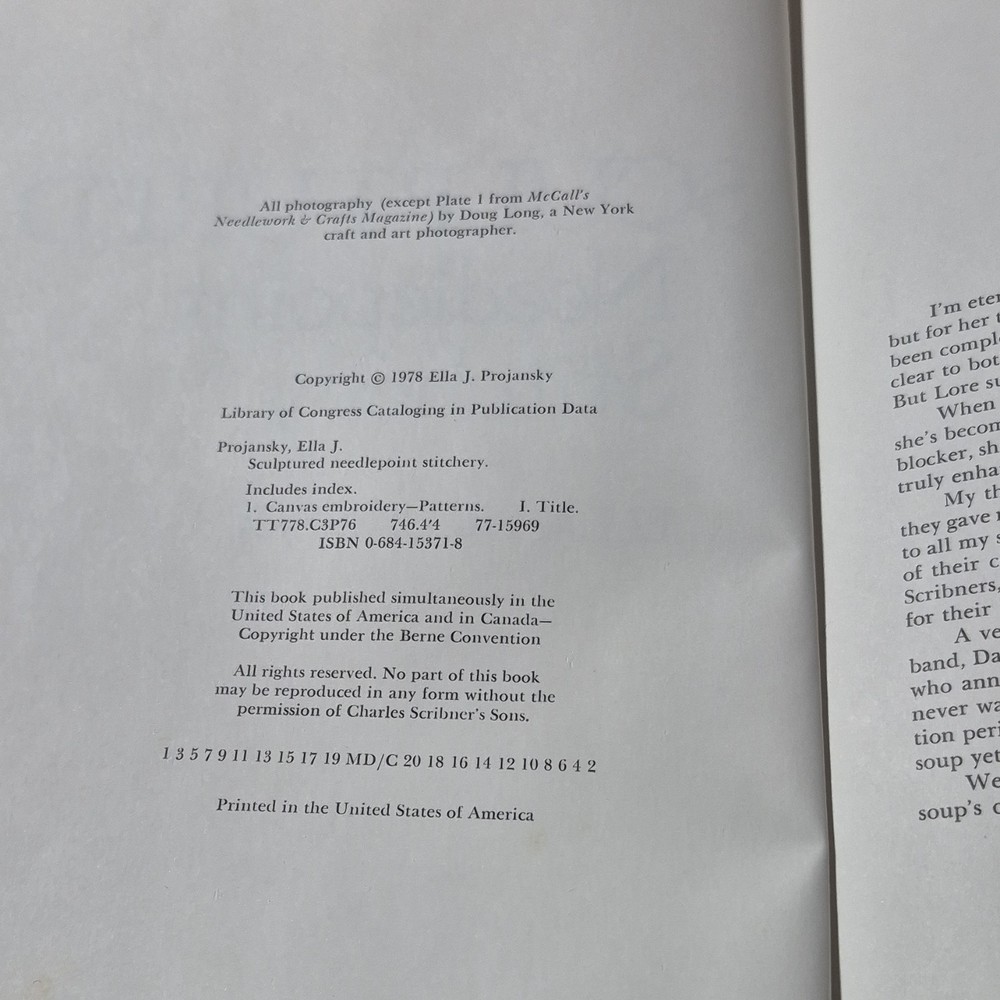 All photography (except Plate 1 from McCall's
Needlework & Crafts Magazine) by Doug Long, a New York
craft and art photographer.
Copyright © 1978 Ella J. Projansky
Library of Congress Cataloging in Publication Data
Projansky, Ella J.
Sculptured needlepoint stitchery.
Includes index.
1. Canvas embroidery—Patterns. I. Title.
TT778.C3P76 746.4'4 77-15969
ISBN 0-684-15371-8
This book published simultaneously in the
United States of America and in Canada—
Copyright under the Berne Convention
All rights reserved. No part of this book
may be reproduced in any form without the
permission of Charles Scribner's Sons.
1 3 5 7 9 11 13 15 17 19 MD/C 20 18 16 14 12 10 8 6 4 2
Printed in the United States of America
I'm eter
but for her t
been comple
clear to bot
But Lore su
When
she's becom
blocker, sh
truly enha
My th
they gave
to all my s
of their c
Scribners,
for their
A ve
band, Da
who ann
never wa
tion peri
soup yet
We
soup's c